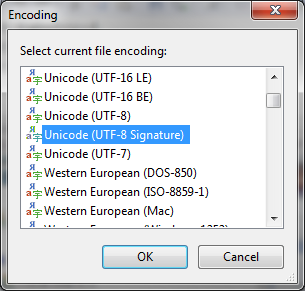 Encoding
Select current file encoding:
Unicode (UTF-16 LE)
Unicode (UTF-16 BE)
Unicode (UTF-8)
Unicode (UTF-8 Signature)
Unicode (UTF-7)
Western European (DOS-850)
Western European (ISO-8859-1)
Western European (Mac)
OK Cancel